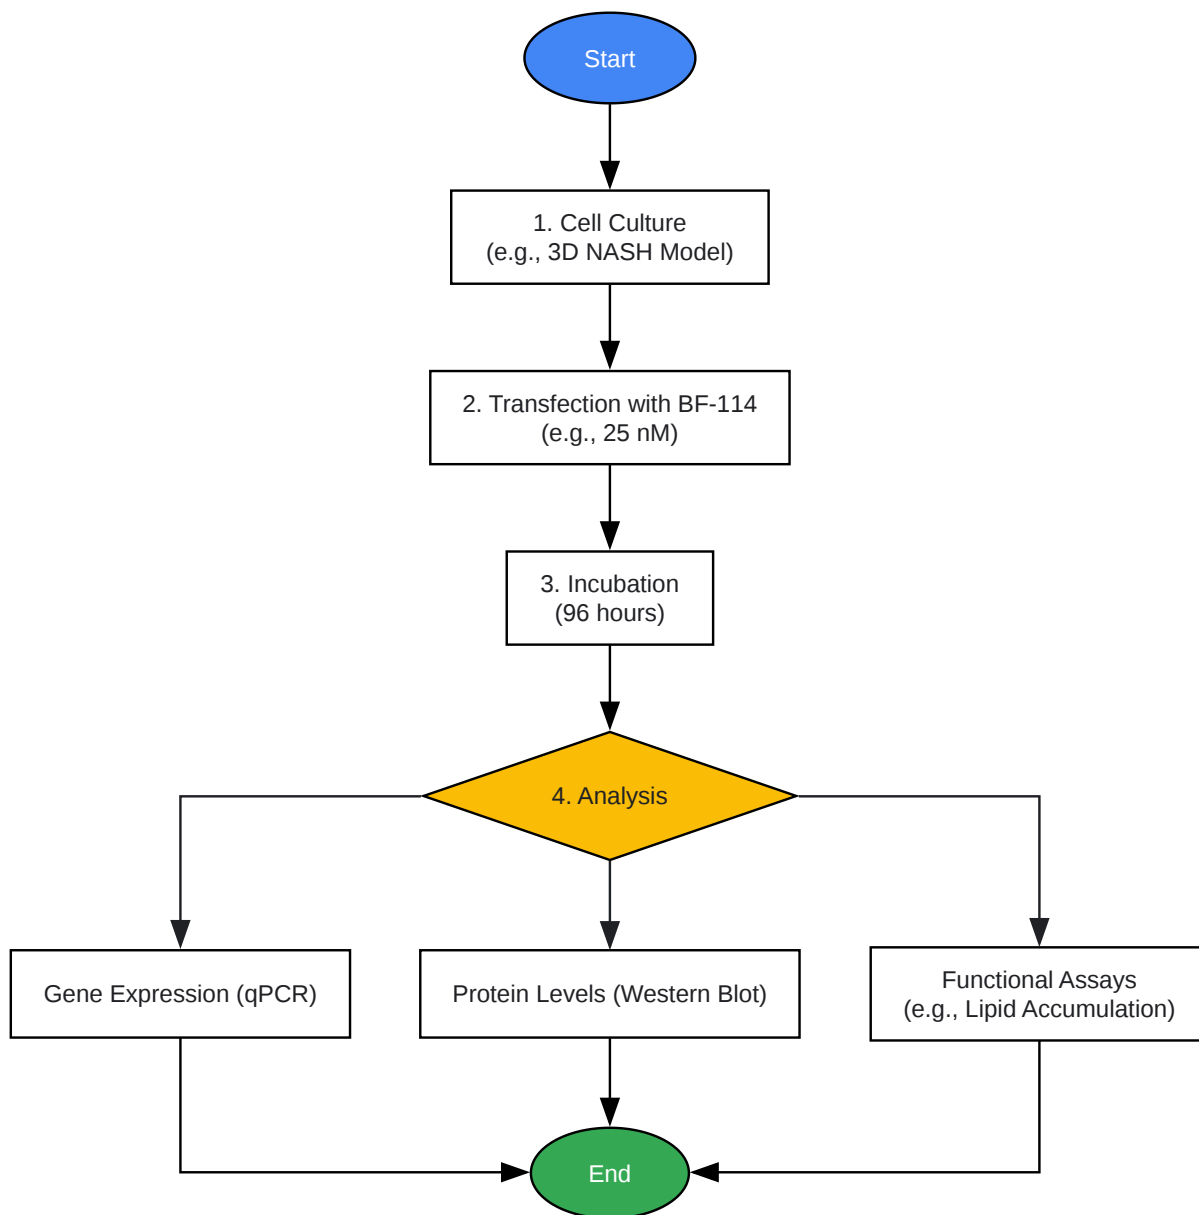 Start
1. Cell Culture
(e.g., 3D NASH Model)
2. Transfection with BF-114
(e.g., 25 nM)
3. Incubation
(96 hours)
4. Analysis
Gene Expression (qPCR)
Protein Levels (Western Blot)
Functional Assays
(e.g., Lipid Accumulation)
End